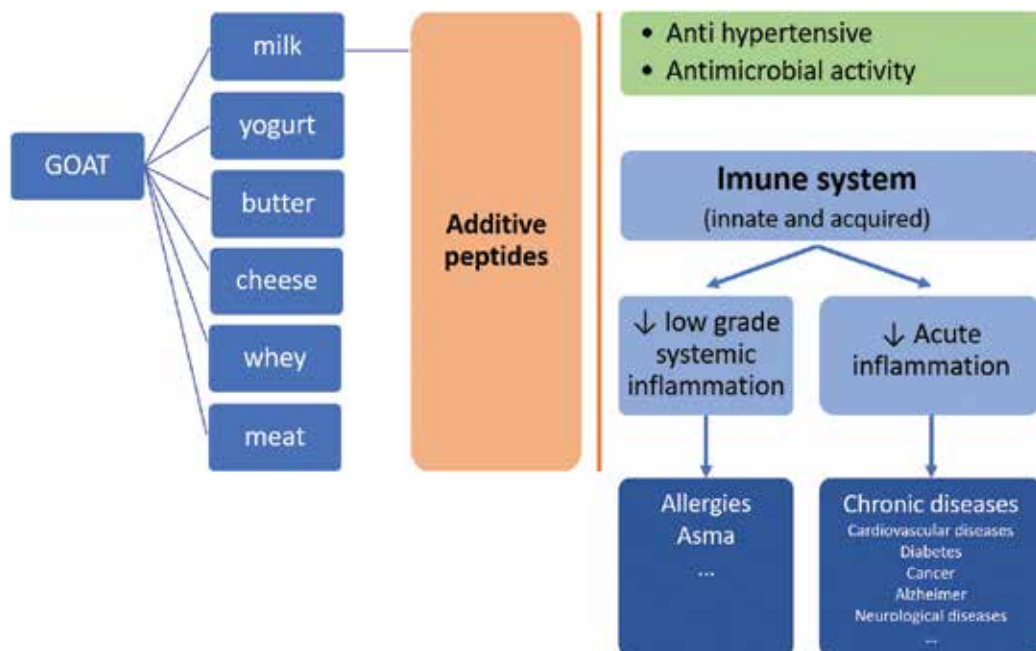 GOAT
milk
yogurt
butter
cheese
whey
meat
Additive
peptides
• Anti hypertensive
• Antimicrobial activity
Imune system
(innate and acquired)
↓ low grade
systemic
inflammation
↓ Acute
inflammation
Allergies
Asma
...
Chronic diseases
Cardiovascular diseases
Diabetes
Cancer
Alzheimer
Neurological diseases
...